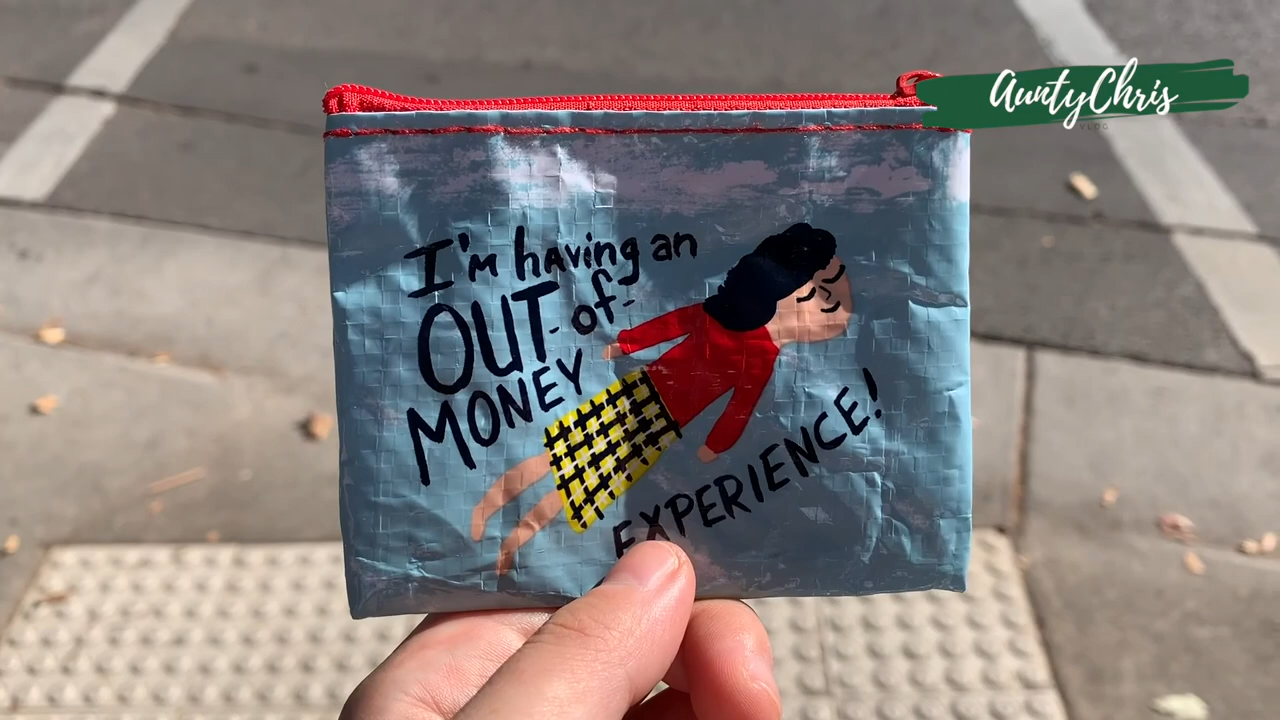 AuntyChris
VLOG
I'm having an
OUT-of-
MONEY
EXPERIENCE!